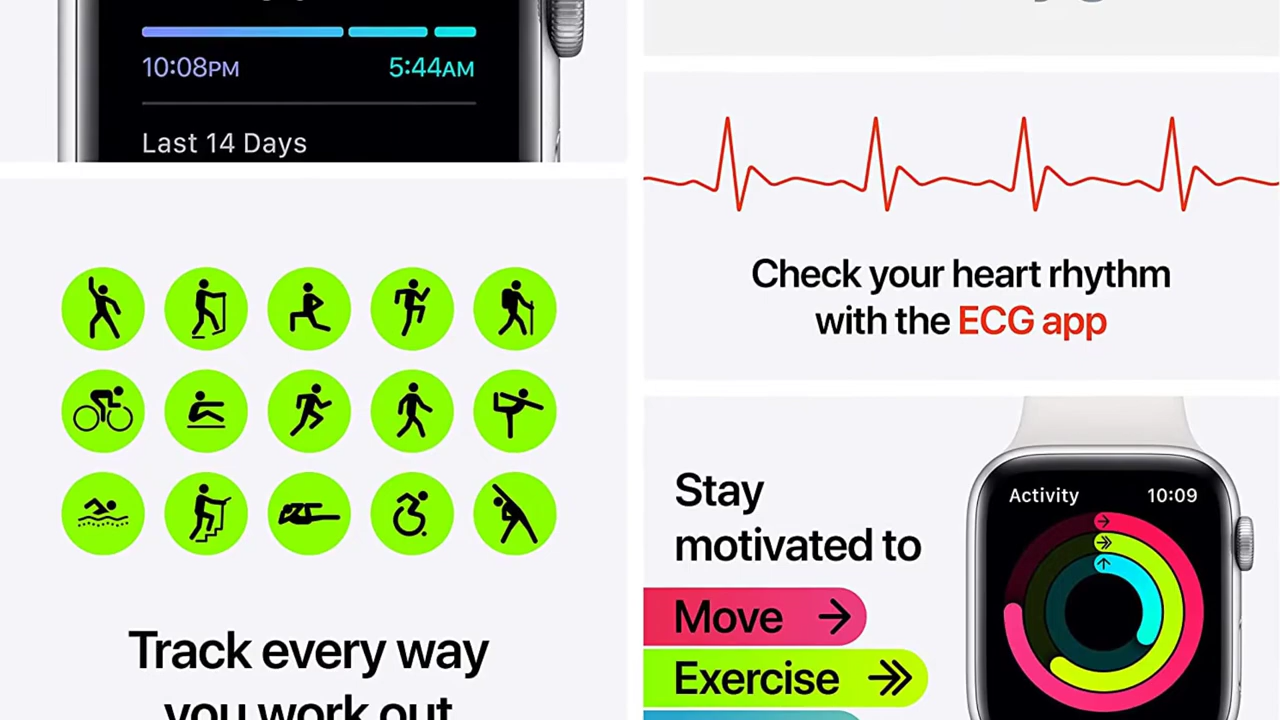 10:08PM 5:44AM
Last 14 Days
Track every way
you work out
Check your heart rhythm
with the ECG app
Stay
motivated to
Move
Exercise
Activity 10:09